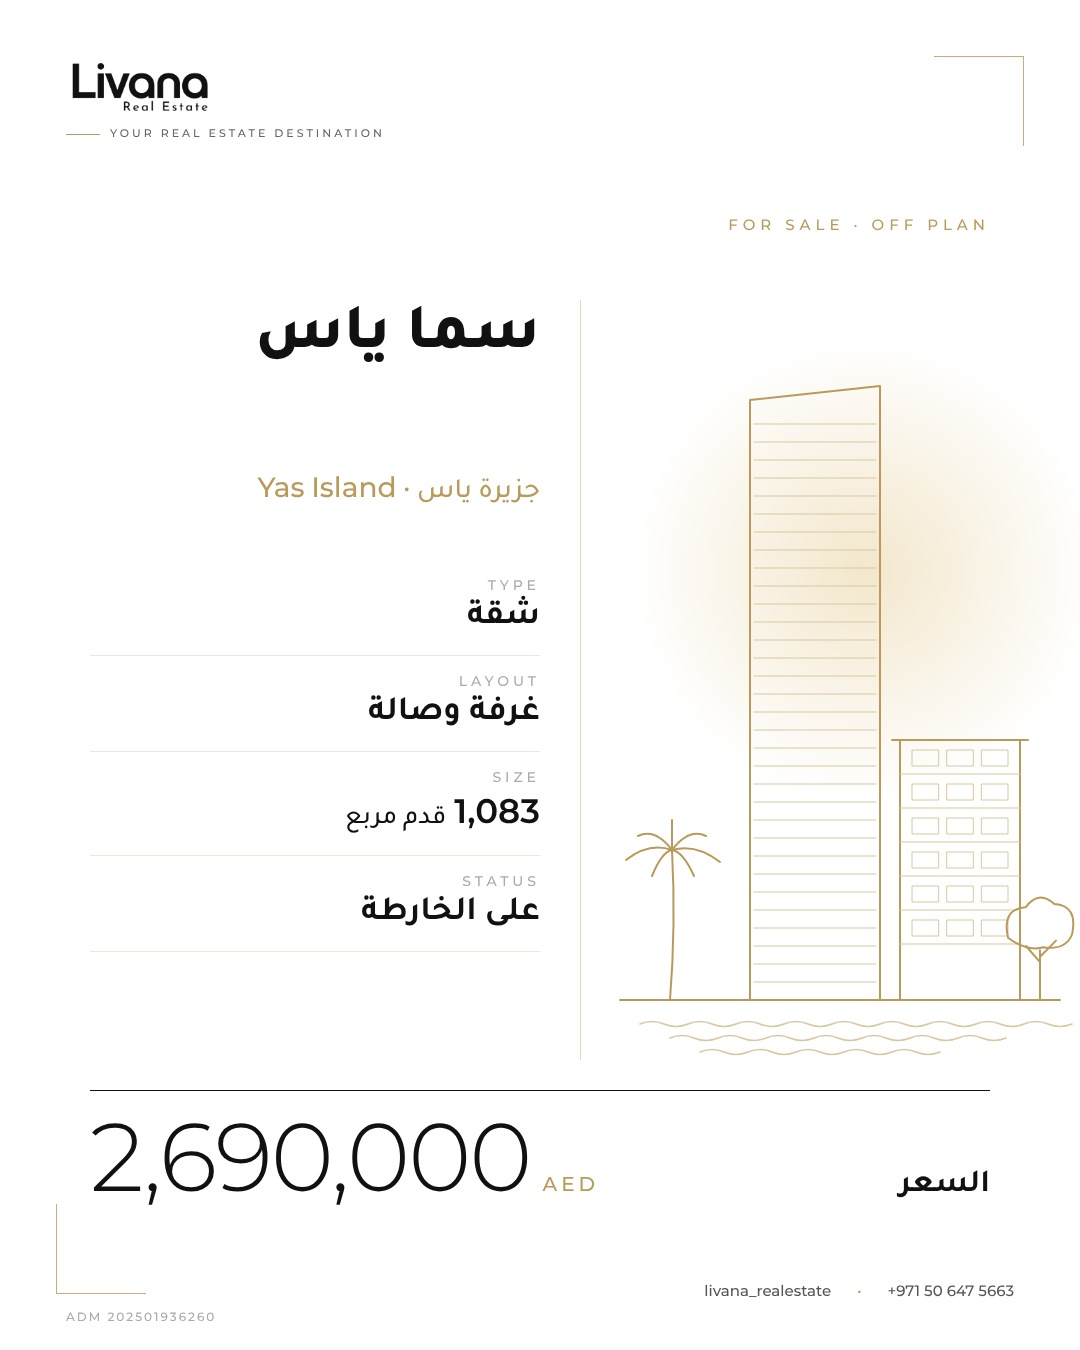 Livana
Real Estate
YOUR REAL ESTATE DESTINATION
FOR SALE · OFF PLAN
سما ياس
جزيرة ياس · Yas Island
TYPE
شقة
LAYOUT
غرفة وصالة
SIZE
1,083 قدم مربع
STATUS
على الخارطة
السعر
2,690,000 AED
livana_realestate · +971 50 647 5663
ADM 202501936260